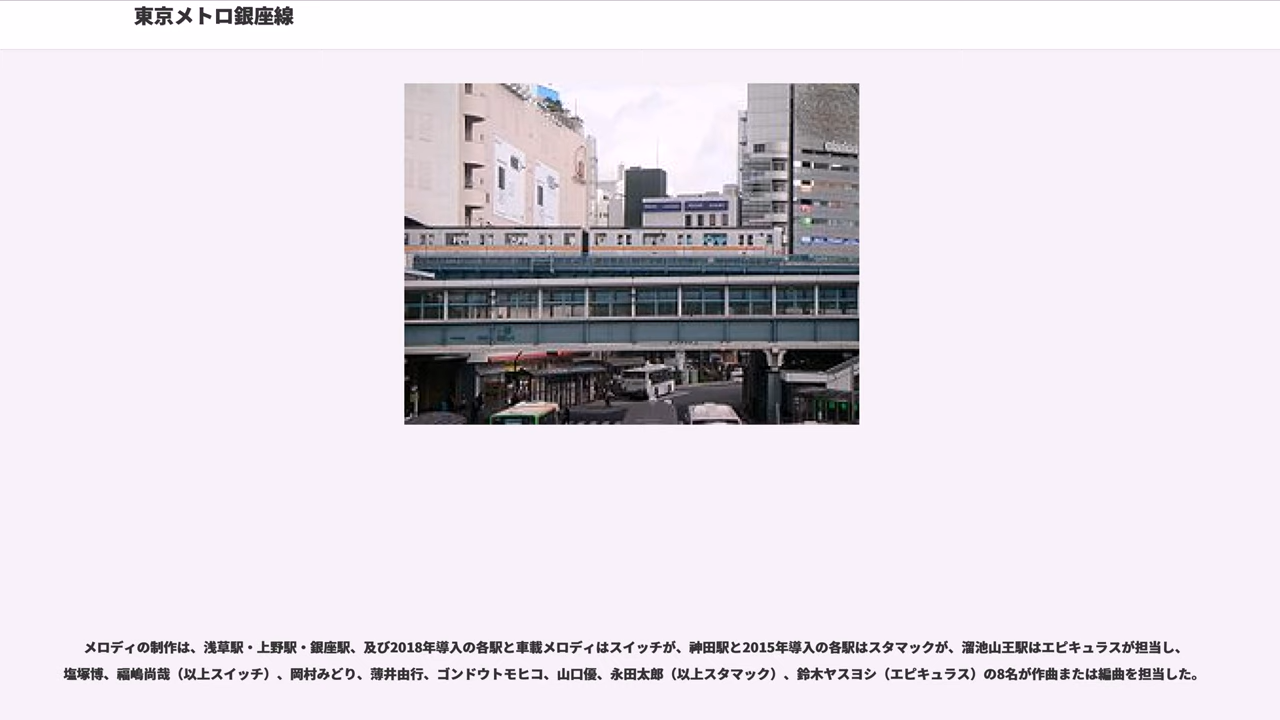 東京メトロ銀座線
メロディの制作は、浅草駅・上野駅・銀座駅、及び2018年導入の各駅と車載メロディはスイッチが、神田駅と2015年導入の各駅はスタマックが、溜池山王駅はエピキュラスが担当し、
塩塚博、福嶋尚哉（以上スイッチ）、岡村みどり、薄井由行、ゴンドウトモヒコ、山口優、永田太郎（以上スタマック）、鈴木ヤスヨシ（エピキュラス）の8名が作曲または編曲を担当した。